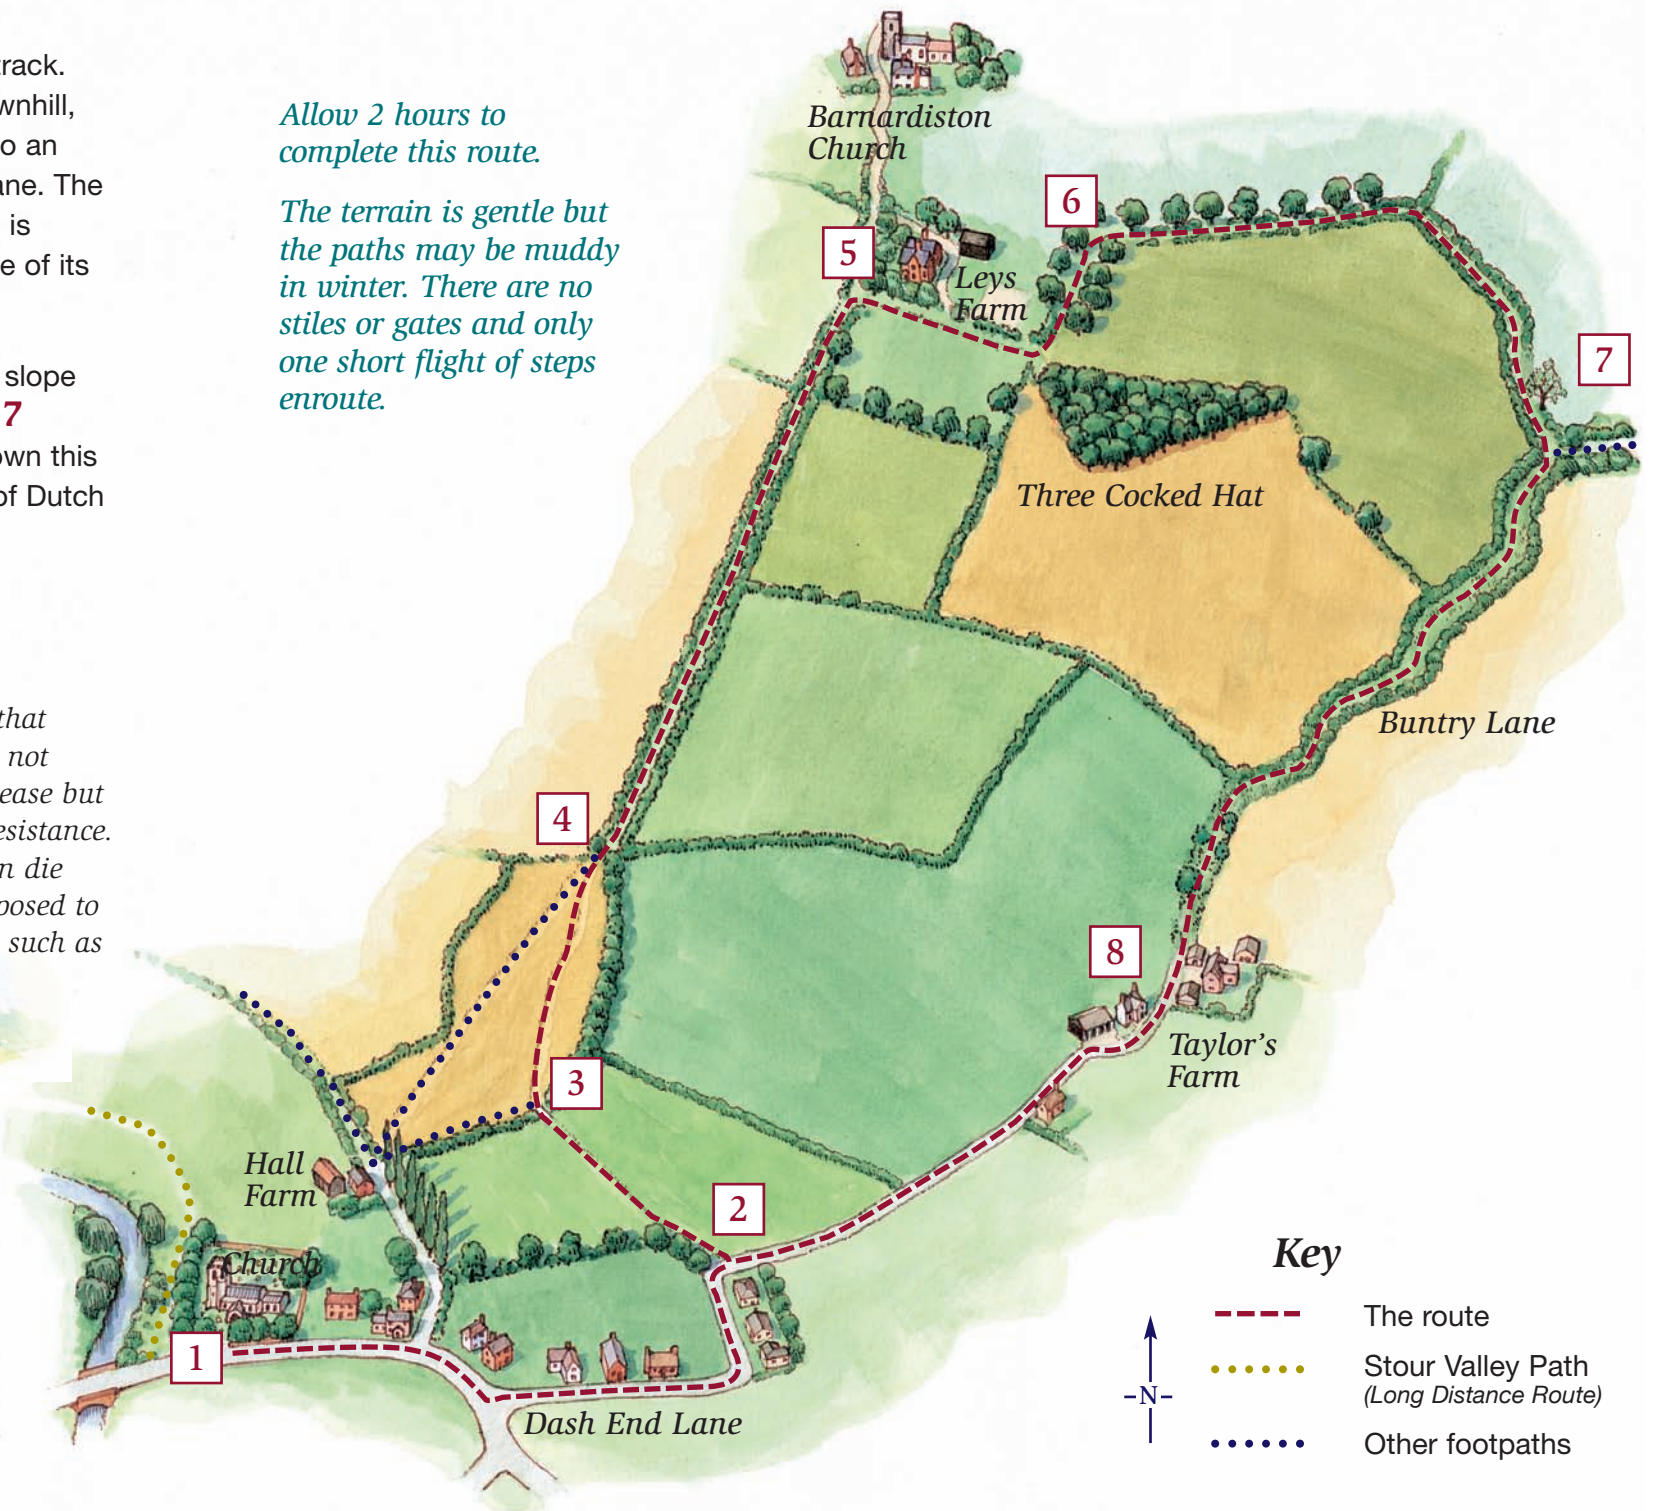 track.
wnhill,
o an
ane. The
is
e of its
slope
7
own this
of Dutch
that
not
ease but
esistance.
n die
posed to
such as
Allow 2 hours to
complete this route.
The terrain is gentle but
the paths may be muddy
in winter. There are no
stiles or gates and only
one short flight of steps
enroute.
Barnardiston
Church
6
5
Leys
Farm
7
Three Cocked Hat
Buntry Lane
4
8
Taylor's
Farm
3
Hall
Farm
2
Church
1
Dash End Lane
Key
The route
Stour Valley Path
(Long Distance Route)
Other footpaths
-N-